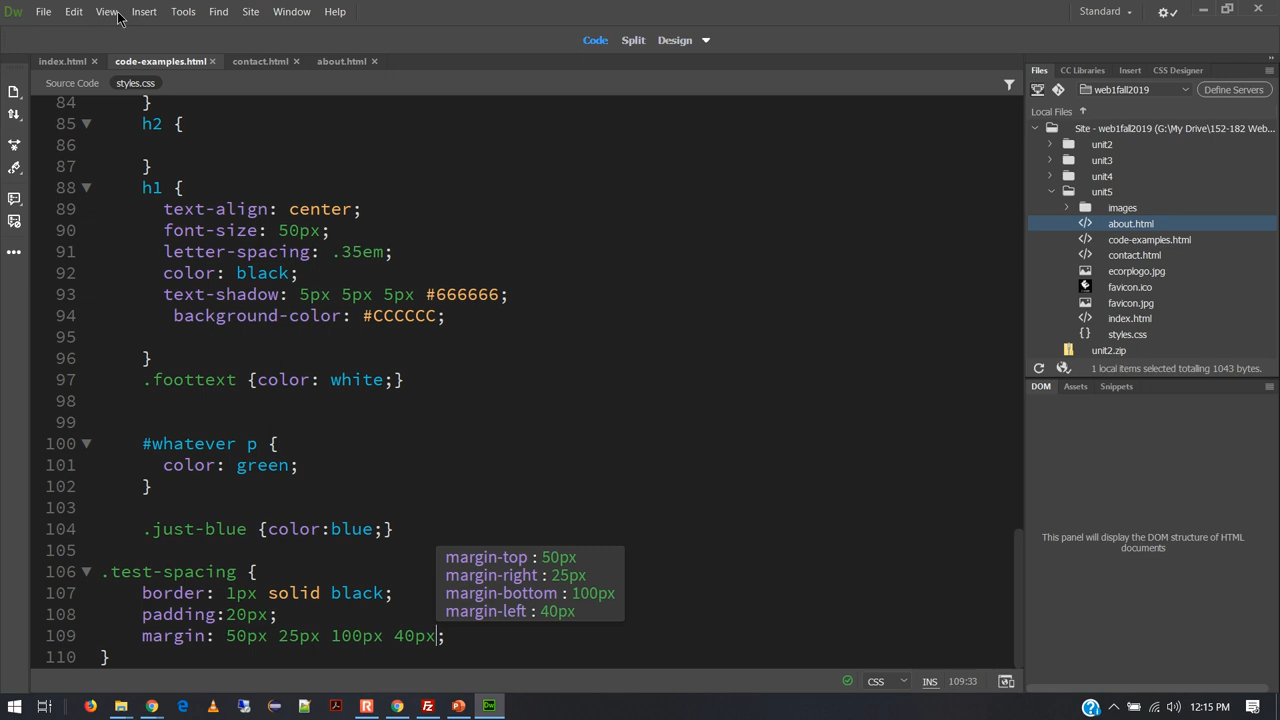 Dw File Edit View Insert Tools Find Site Window Help Standard
Code Split Design
index.html code-examples.html contact.html about.html
Source Code styles.css
84 }
85 h2 {
86
87 }
88 h1 {
89 text-align: center;
90 font-size: 50px;
91 letter-spacing: .35em;
92 color: black;
93 text-shadow: 5px 5px 5px #666666;
94 background-color: #CCCCCC;
95
96 }
97 .foottext {color: white;}
98
99
100 #whatever p {
101 color: green;
102 }
103
104 .just-blue {color:blue;}
105
106 .test-spacing {
107 border: 1px solid black;
108 padding:20px;
109 margin: 50px 25px 100px 40px;
110 }
margin-top : 50px
margin-right : 25px
margin-bottom : 100px
margin-left : 40px
CSS INS 109:33
Files CC Libraries Insert CSS Designer
web1fall2019 Define Servers
Local Files
Site - web1fall2019 (G:\My Drive\152-182 Web...
unit2
unit3
unit4
unit5
images
about.html
code-examples.html
contact.html
ecorplogo.jpg
favicon.ico
favicon.jpg
index.html
styles.css
unit2.zip
1 local items selected totalling 1043 bytes.
DOM Assets Snippets
This panel will display the DOM structure of HTML
documents
12:15 PM